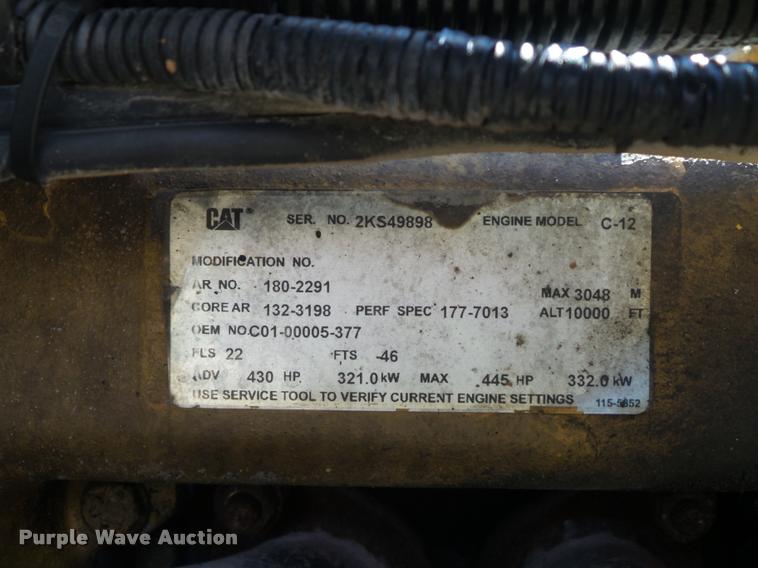 CAT SER. NO. 2KS49898 ENGINE MODEL C-12
MODIFICATION NO.
AR NO. 180-2291 MAX 3048 M
CORE AR 132-3198 PERF SPEC 177-7013 ALT 10000 FT
OEM NO. C01-00005-377
FLS 22 FTS -46
ADV 430 HP 321.0 kW MAX 445 HP 332.0 kW
USE SERVICE TOOL TO VERIFY CURRENT ENGINE SETTINGS 115-5852
Purple Wave Auction